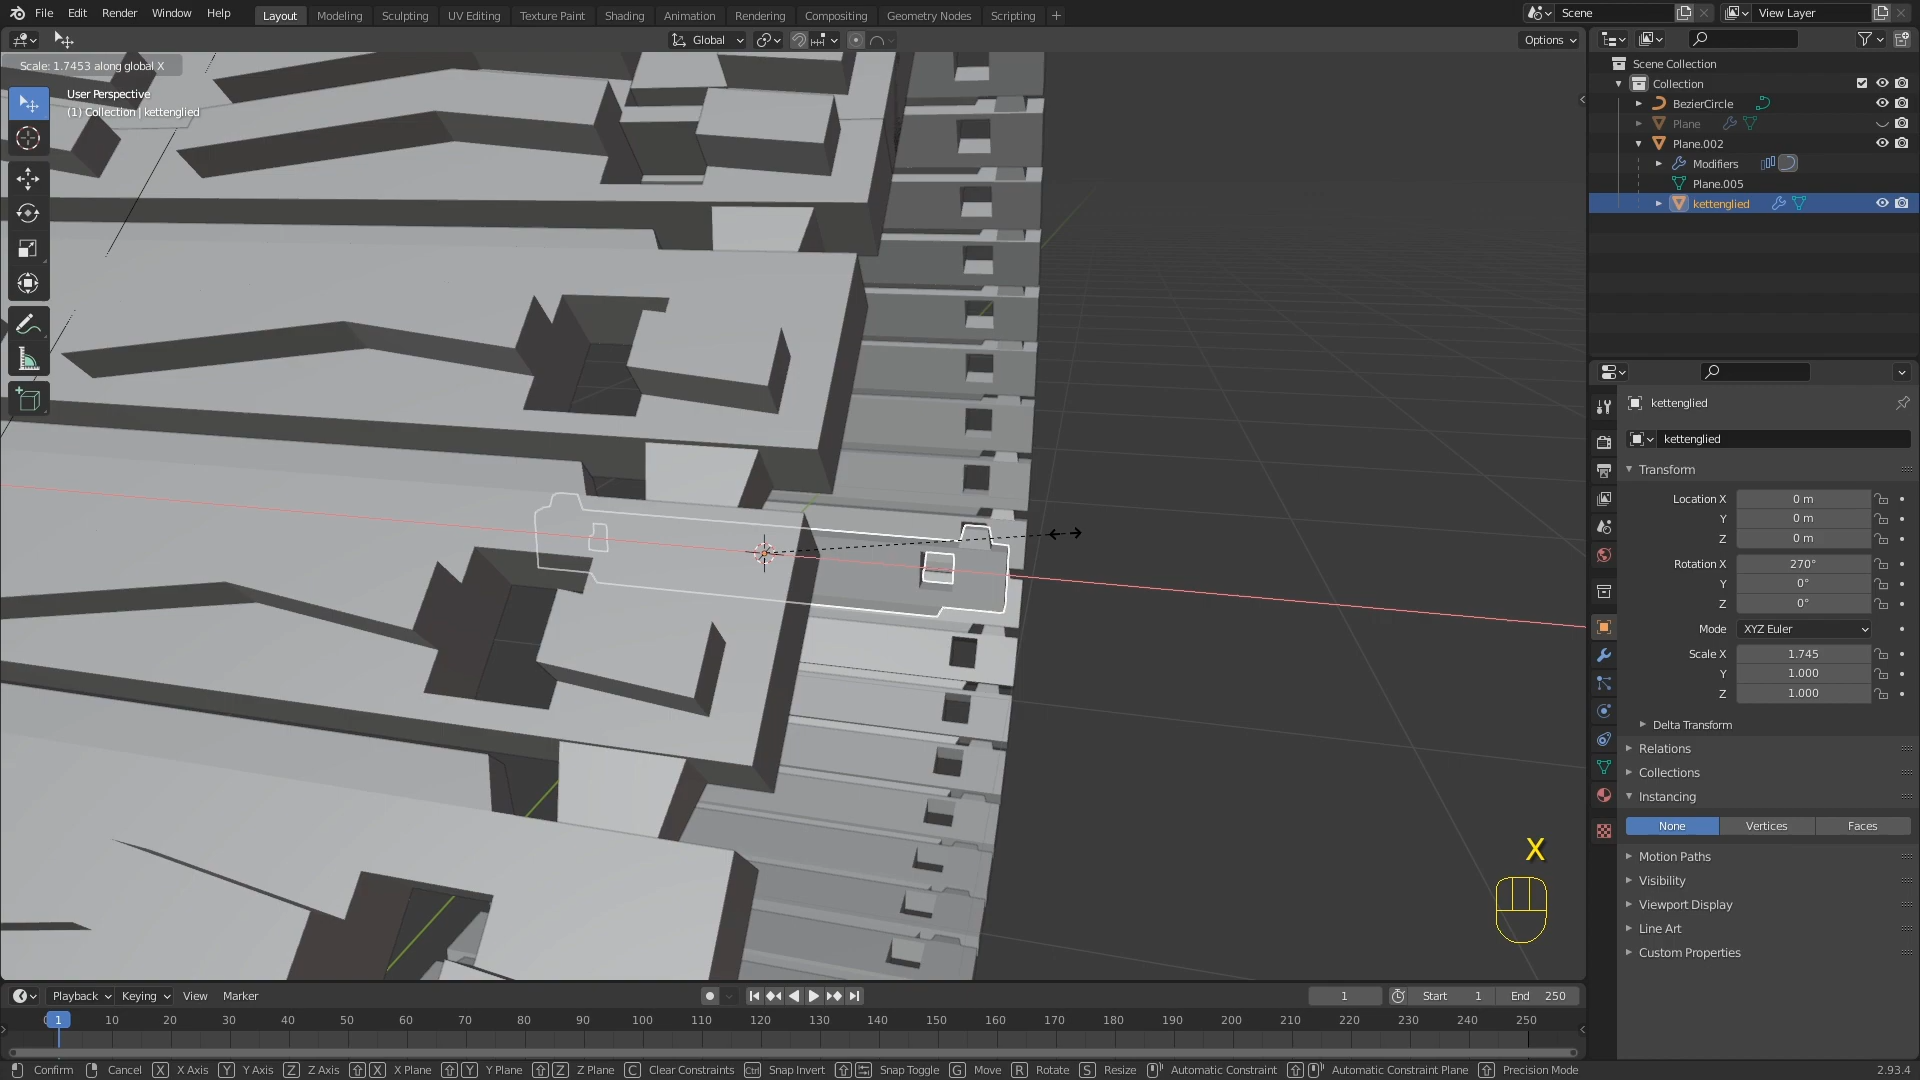 File Edit Render Window Help Layout Modeling Sculpting UV Editing Texture Paint Shading Animation Rendering Compositing Geometry Nodes Scripting + Scene View Layer
Global Options
Scale: 1.7453 along global X
User Perspective
(1) Collection | kettenglied
Scene Collection
Collection
BezierCircle
Plane
Plane.002
Modifiers
Plane.005
kettenglied
kettenglied
kettenglied
Transform
Location X 0 m
Y 0 m
Z 0 m
Rotation X 270°
Y 0°
Z 0°
Mode XYZ Euler
Scale X 1.745
Y 1.000
Z 1.000
Delta Transform
Relations
Collections
Instancing
None Vertices Faces
Motion Paths
Visibility
Viewport Display
Line Art
Custom Properties
X
Playback Keying View Marker 1 Start 1 End 250
1 10 20 30 40 50 60 70 80 90 100 110 120 130 140 150 160 170 180 190 200 210 220 230 240 250
Confirm Cancel X X Axis Y Y Axis Z Z Axis X X Plane Y Y Plane Z Z Plane C Clear Constraints Ctrl Snap Invert Snap Toggle G Move R Rotate S Resize Automatic Constraint Automatic Constraint Plane Precision Mode 2.93.4